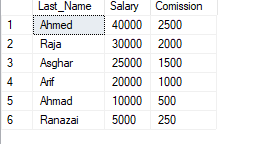 Last_Name Salary Comission
1 Ahmed 40000 2500
2 Raja 30000 2000
3 Asghar 25000 1500
4 Arif 20000 1000
5 Ahmad 10000 500
6 Ranazai 5000 250